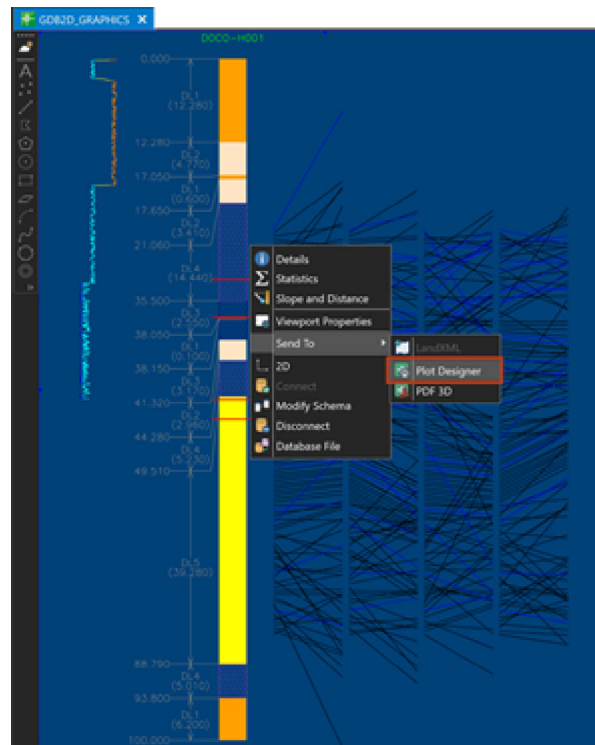 GDB2D_GRAPHICS
DOCO-H001
0.000
DL1
(12.280)
12.280
DL2
(4.770)
17.050
DL1
(0.600)
17.650
DL2
(3.410)
21.060
DL4
(14.440)
35.500
DL3
(2.550)
38.050
DL1
(0.100)
38.150
DL3
(3.170)
41.320
DL2
(2.960)
44.280
DL4
(5.230)
49.510
DL5
(39.280)
88.790
DL4
(5.010)
93.800
DL1
(6.200)
100.000
Details
Statistics
Slope and Distance
Viewport Properties
Send To
2D
Connect
Modify Schema
Disconnect
Database File
LandXML
Plot Designer
PDF 3D